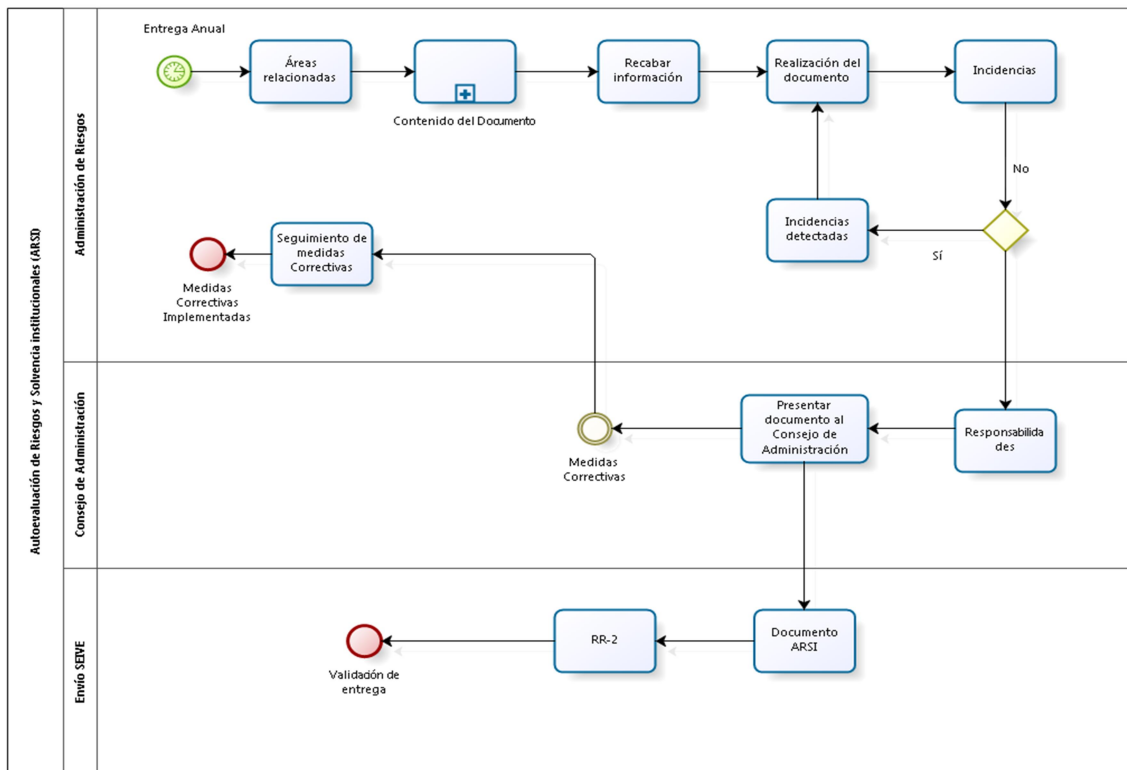 Autoevaluación de Riesgos y Solvencia institucionales (ARSI)
Administración de Riesgos
Entrega Anual
Áreas
relacionadas
Contenido del Documento
Recabar
información
Realización del
documento
Incidencias
No
Incidencias
detectadas
Sí
Seguimiento de
medidas
Correctivas
Medidas
Correctivas
Implementadas
Consejo de Administración
Presentar
documento al
Consejo de
Administración
Responsabilida
des
Medidas
Correctivas
Envío SEIVE
RR-2
Documento
ARSI
Validación de
entrega